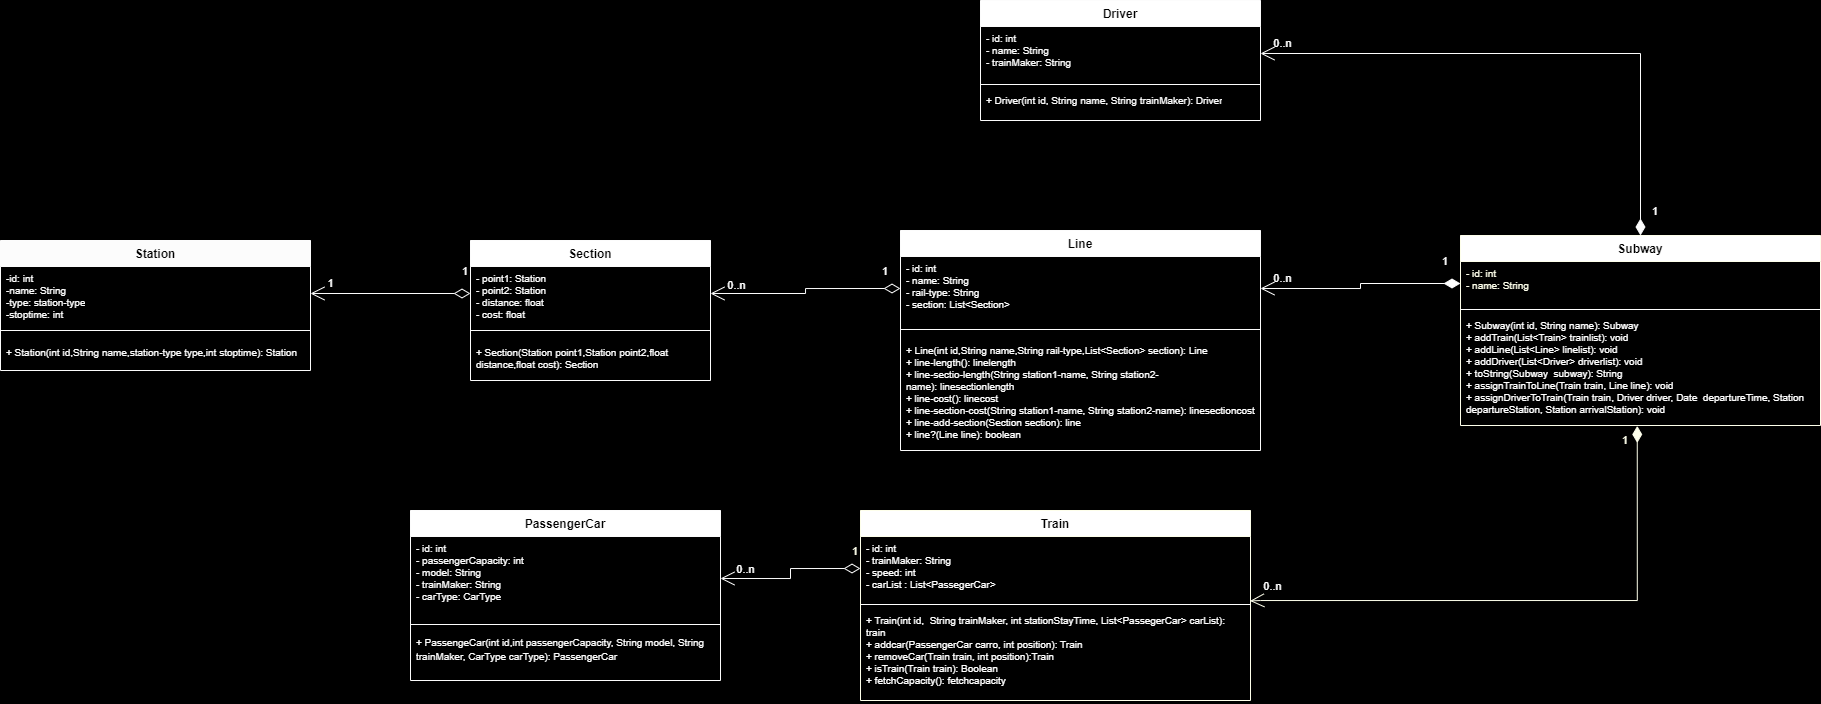 Driver
- id: int
- name: String
- trainMaker: String
+ Driver(int id, String name, String trainMaker): Driver
0..n
1
Station
-id: int
-name: String
-type: station-type
-stoptime: int
+ Station(int id,String name,station-type type,int stoptime): Station
1
1
Section
- point1: Station
- point2: Station
- distance: float
- cost: float
+ Section(Station point1,Station point2,float
distance,float cost): Section
0..n
1
Line
- id: int
- name: String
- rail-type: String
- section: List<Section>
+ Line(int id,String name,String rail-type,List<Section> section): Line
+ line-length(): linelength
+ line-sectio-length(String station1-name, String station2-
name): linesectionlength
+ line-cost(): linecost
+ line-section-cost(String station1-name, String station2-name): linesectioncost
+ line-add-section(Section section): line
+ line?(Line line): boolean
0..n
1
Subway
- id: int
- name: String
+ Subway(int id, String name): Subway
+ addTrain(List<Train> trainlist): void
+ addLine(List<Line> linelist): void
+ addDriver(List<Driver> driverlist): void
+ toString(Subway  subway): String
+ assignTrainToLine(Train train, Line line): void
+ assignDriverToTrain(Train train, Driver driver, Date  departureTime, Station
departureStation, Station arrivalStation): void
1
PassengerCar
- id: int
- passengerCapacity: int
- model: String
- trainMaker: String
- carType: CarType
+ PassengeCar(int id,int passengerCapacity, String model, String
trainMaker, CarType carType): PassengerCar
0..n
1
Train
- id: int
- trainMaker: String
- speed: int
- carList : List<PassegerCar>
+ Train(int id,  String trainMaker, int stationStayTime, List<PassegerCar> carList):
train
+ addcar(PassengerCar carro, int position): Train
+ removeCar(Train train, int position):Train
+ isTrain(Train train): Boolean
+ fetchCapacity(): fetchcapacity
0..n